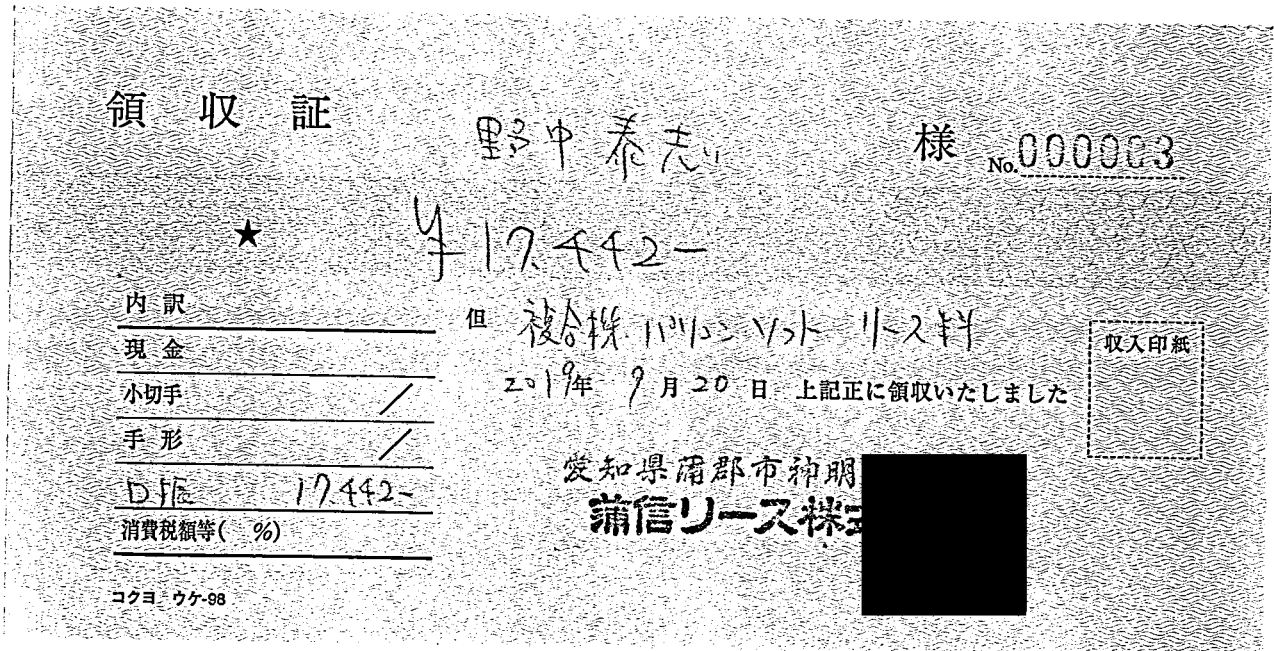 領収証
野中泰志 様
No.000003
★ ¥17,442-
内訳
現金
小切手 /
手形 /
口振 17,442-
消費税額等( %)
コクヨ ウケ-98
但 複合機 パソコン ソフト リース料
2019年 9月20日 上記正に領収いたしました
収入印紙
愛知県蒲郡市神明
蒲信リース株式